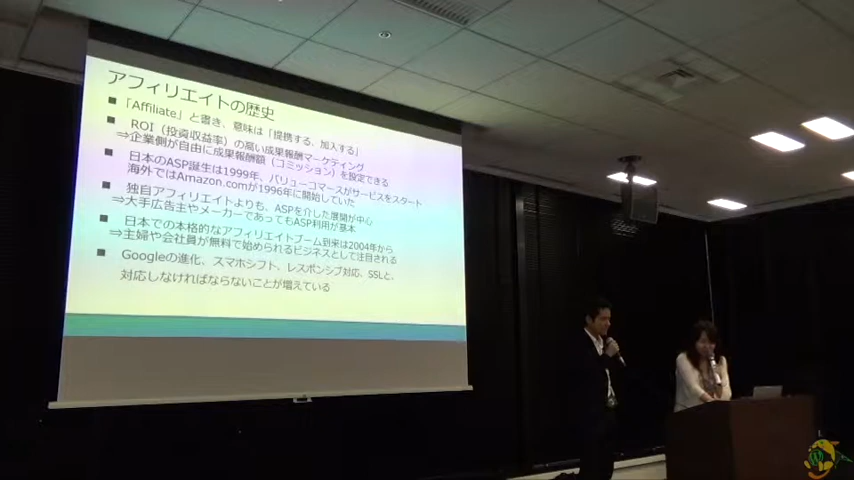 アフィリエイトの歴史
■ 「Affiliate」と書き、意味は「提携する、加入する」
■ ROI(投資収益率)の高い成果報酬マーケティング
⇒企業側が自由に成果報酬額(コミッション)を設定できる
■ 日本のASP誕生は1999年、バリューコマースがサービスをスタート
海外ではAmazon.comが1996年に開始していた
■ 独自アフィリエイトよりも、ASPを介した展開が中心
⇒大手広告主やメーカーであってもASP利用が基本
■ 日本での本格的なアフィリエイトブーム到来は2004年から
⇒主婦や会社員が無料で始められるビジネスとして注目される
■ Googleの進化、スマホシフト、レスポンシブ対応、SSLと、
対応しなければならないことが増えている